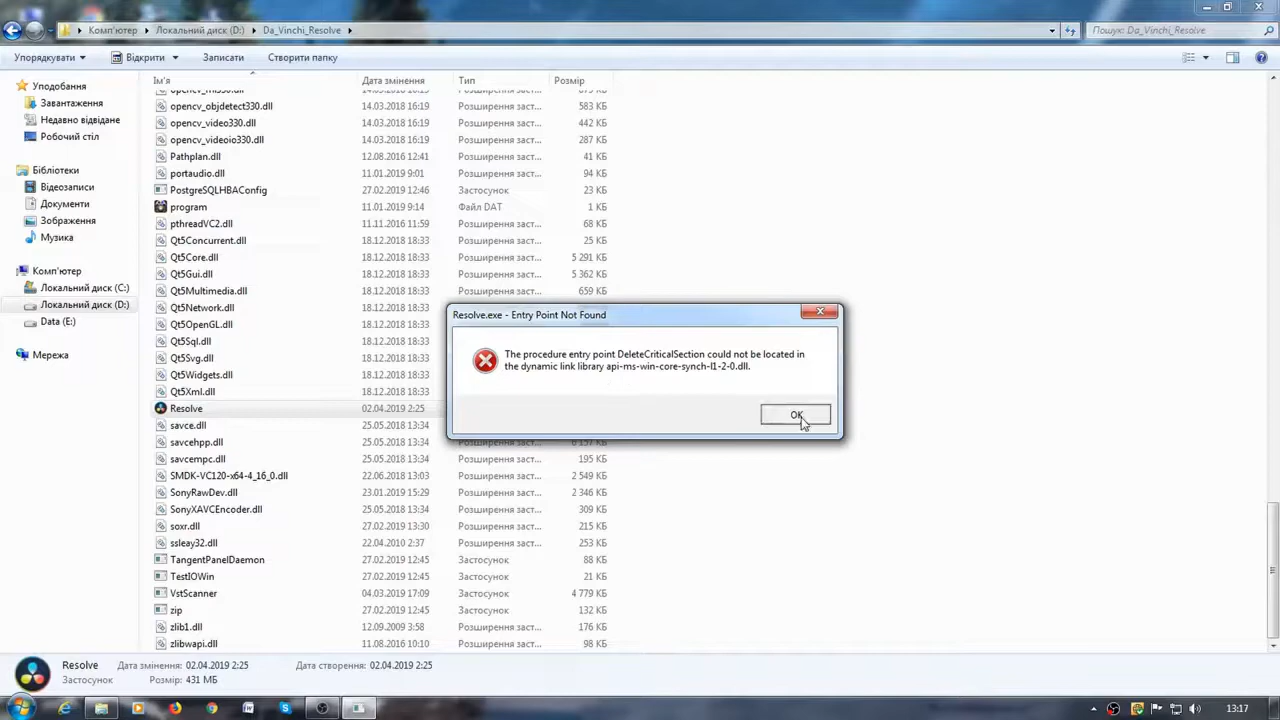 Комп'ютер ▸ Локальний диск (D:) ▸ Da_Vinchi_Resolve ▸
Пошук: Da_Vinchi_Resolve
Упорядкувати
Відкрити
Записати
Створити папку
Ім'я
Дата змінення
Тип
Розмір
Уподобання
Завантаження
Недавно відвідане
Робочий стіл
Бібліотеки
Відеозаписи
Документи
Зображення
Музика
Комп'ютер
Локальний диск (C:)
Локальний диск (D:)
Data (E:)
Мережа
opencv_objdetect330.dll 14.03.2018 16:19 Розширення заст... 583 КБ
opencv_video330.dll 14.03.2018 16:19 Розширення заст... 442 КБ
opencv_videoio330.dll 14.03.2018 16:19 Розширення заст... 287 КБ
Pathplan.dll 12.08.2016 12:41 Розширення заст... 41 КБ
portaudio.dll 11.01.2019 9:01 Розширення заст... 94 КБ
PostgreSQLHBAConfig 27.02.2019 12:46 Застосунок 23 КБ
program 11.01.2019 9:14 Файл DAT 1 КБ
pthreadVC2.dll 11.11.2016 11:59 Розширення заст... 68 КБ
Qt5Concurrent.dll 18.12.2018 18:33 Розширення заст... 25 КБ
Qt5Core.dll 18.12.2018 18:33 Розширення заст... 5 291 КБ
Qt5Gui.dll 18.12.2018 18:33 Розширення заст... 5 362 КБ
Qt5Multimedia.dll 18.12.2018 18:33 Розширення заст... 659 КБ
Qt5Network.dll 18.12.2018 18:33
Qt5OpenGL.dll 18.12.2018 18:33
Qt5Sql.dll 18.12.2018 18:33
Qt5Svg.dll 18.12.2018 18:33
Qt5Widgets.dll 18.12.2018 18:33
Qt5Xml.dll 18.12.2018 18:33
Resolve 02.04.2019 2:25
savce.dll 25.05.2018 13:34
savcehpp.dll 25.05.2018 13:34 Розширення заст... 6 157 КБ
savcempc.dll 25.05.2018 13:34 Розширення заст... 195 КБ
SMDK-VC120-x64-4_16_0.dll 22.06.2018 13:03 Розширення заст... 2 549 КБ
SonyRawDev.dll 23.01.2019 15:29 Розширення заст... 2 346 КБ
SonyXAVCEncoder.dll 25.05.2018 13:34 Розширення заст... 309 КБ
soxr.dll 27.02.2019 13:30 Розширення заст... 215 КБ
ssleay32.dll 22.04.2010 2:37 Розширення заст... 253 КБ
TangentPanelDaemon 27.02.2019 12:45 Застосунок 88 КБ
TestIOWin 27.02.2019 12:45 Застосунок 21 КБ
VstScanner 04.03.2019 17:09 Застосунок 4 779 КБ
zip 27.02.2019 12:45 Застосунок 132 КБ
zlib1.dll 12.09.2009 3:58 Розширення заст... 176 КБ
zlibwapi.dll 11.08.2016 10:10 Розширення заст... 98 КБ
Resolve.exe - Entry Point Not Found
The procedure entry point DeleteCriticalSection could not be located in
the dynamic link library api-ms-win-core-synch-l1-2-0.dll.
OK
Resolve Дата змінення: 02.04.2019 2:25 Дата створення: 02.04.2019 2:25
Застосунок Розмір: 431 МБ
13:17